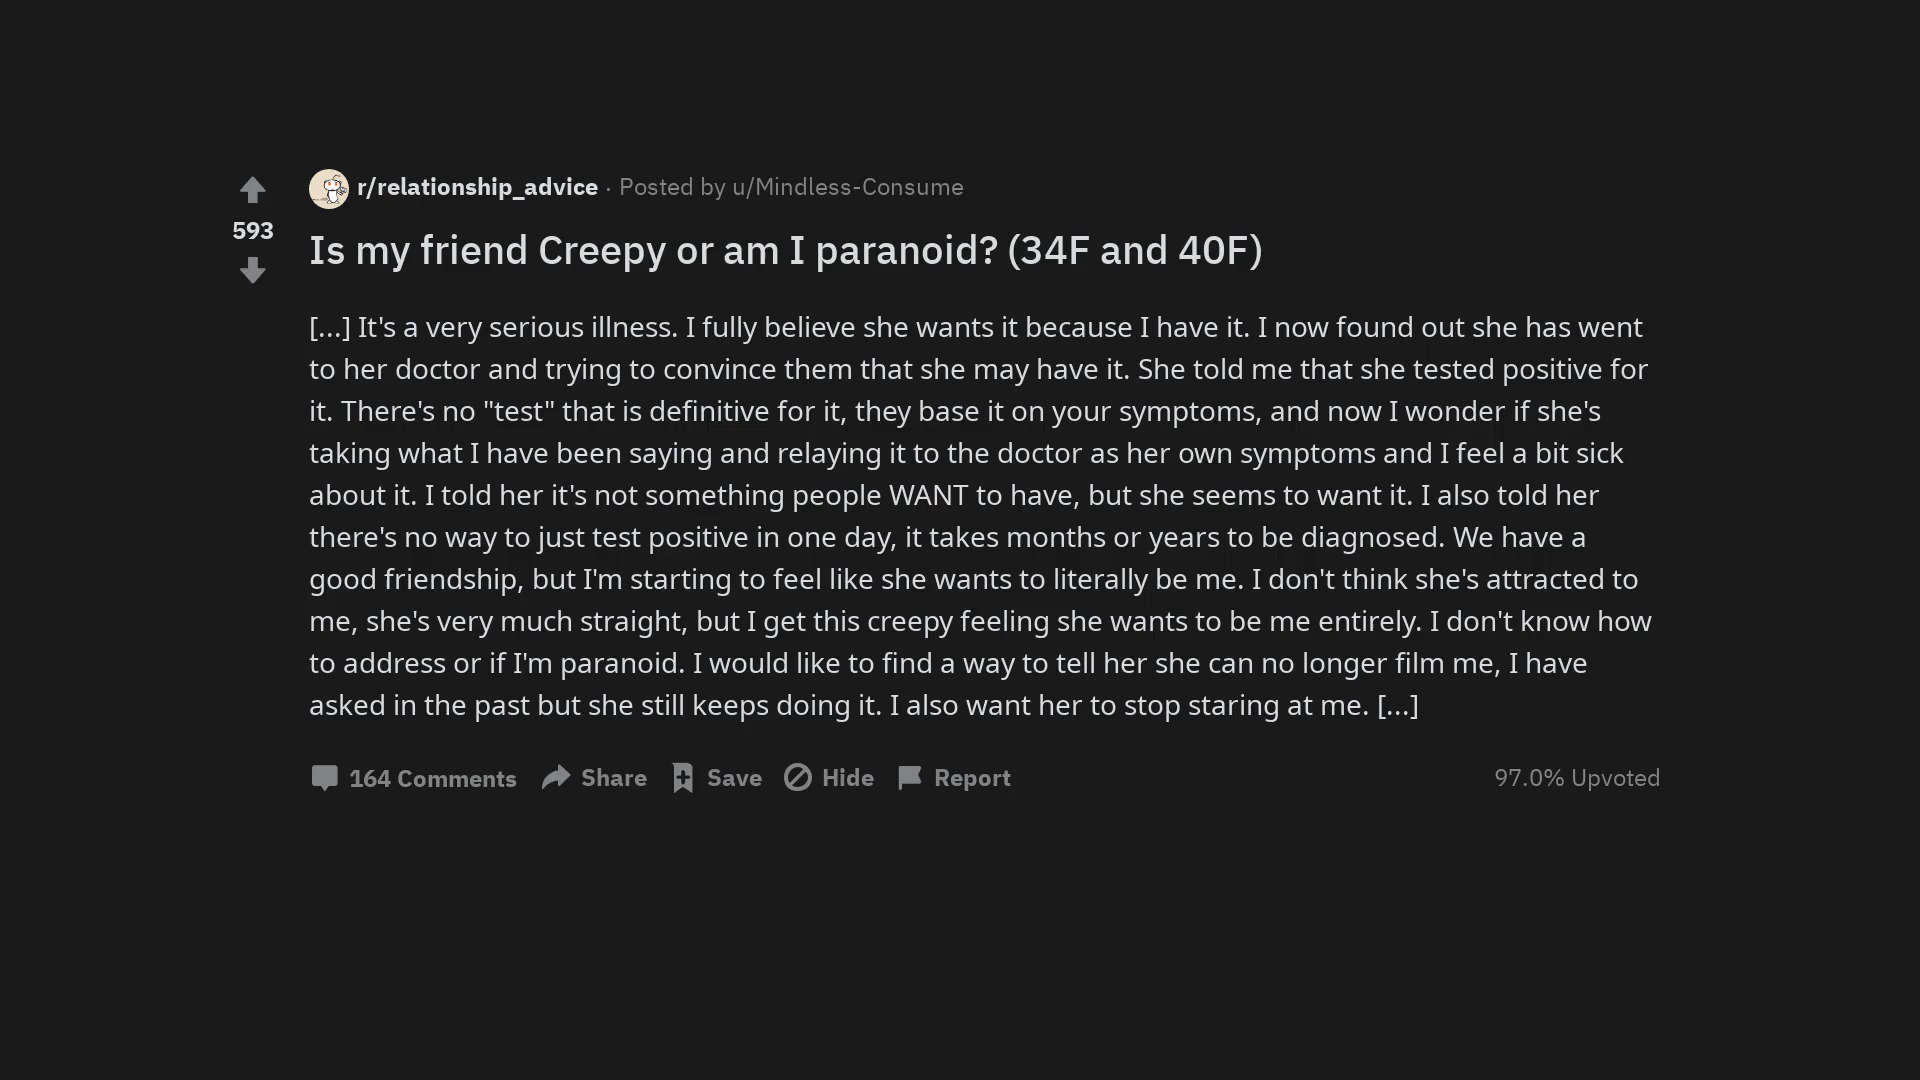 r/relationship_advice · Posted by u/Mindless-Consume
593
Is my friend Creepy or am I paranoid? (34F and 40F)
[...] It's a very serious illness. I fully believe she wants it because I have it. I now found out she has went
to her doctor and trying to convince them that she may have it. She told me that she tested positive for
it. There's no "test" that is definitive for it, they base it on your symptoms, and now I wonder if she's
taking what I have been saying and relaying it to the doctor as her own symptoms and I feel a bit sick
about it. I told her it's not something people WANT to have, but she seems to want it. I also told her
there's no way to just test positive in one day, it takes months or years to be diagnosed. We have a
good friendship, but I'm starting to feel like she wants to literally be me. I don't think she's attracted to
me, she's very much straight, but I get this creepy feeling she wants to be me entirely. I don't know how
to address or if I'm paranoid. I would like to find a way to tell her she can no longer film me, I have
asked in the past but she still keeps doing it. I also want her to stop staring at me. [...]
164 Comments Share Save Hide Report 97.0% Upvoted